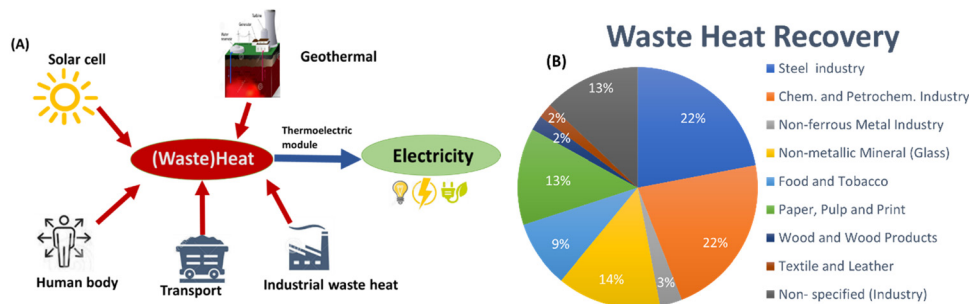 (A)
Solar cell
Geothermal
(Waste)Heat
Thermoelectric
module
Electricity
Human body
Transport
Industrial waste heat
Waste Heat Recovery
(B)
22%
22%
3%
14%
9%
13%
2%
2%
13%
Steel industry
Chem. and Petrochem. Industry
Non-ferrous Metal Industry
Non-metallic Mineral (Glass)
Food and Tobacco
Paper, Pulp and Print
Wood and Wood Products
Textile and Leather
Non- specified (Industry)